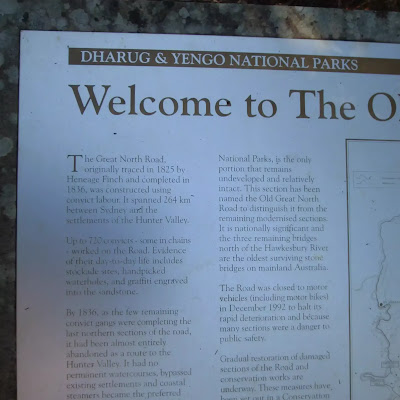 DHARUG & YENGO NATIONAL PARKS
Welcome to The Ol
The Great North Road,
originally traced in 1825 by
Heneage Finch and completed in
1836, was constructed using
convict labour. It spanned 264 km
between Sydney and the
settlements of the Hunter Valley.
Up to 720 convicts - some in chains
- worked on the Road. Evidence
of their day-to-day life includes
stockade sites, handpicked
waterholes, and graffiti engraved
into the sandstone.
By 1836, as the few remaining
convict gangs were completing the
last northern sections of the road,
it had been almost entirely
abandoned as a route to the
Hunter Valley. It had no
permanent watercourses, bypassed
existing settlements and coastal
steamers became the preferred
National Parks, is the only
portion that remains
undeveloped and relatively
intact. This section has been
named the Old Great North
Road to distinguish it from the
remaining modernised sections.
It is nationally significant and
the three remaining bridges
north of the Hawkesbury River
are the oldest surviving stone
bridges on mainland Australia.
The Road was closed to motor
vehicles (including motor bikes)
in December 1992 to halt its
rapid deterioration and because
many sections were a danger to
public safety.
Gradual restoration of damaged
sections of the Road and
conservation works are
underway. These measures have
been set out in a Conservation